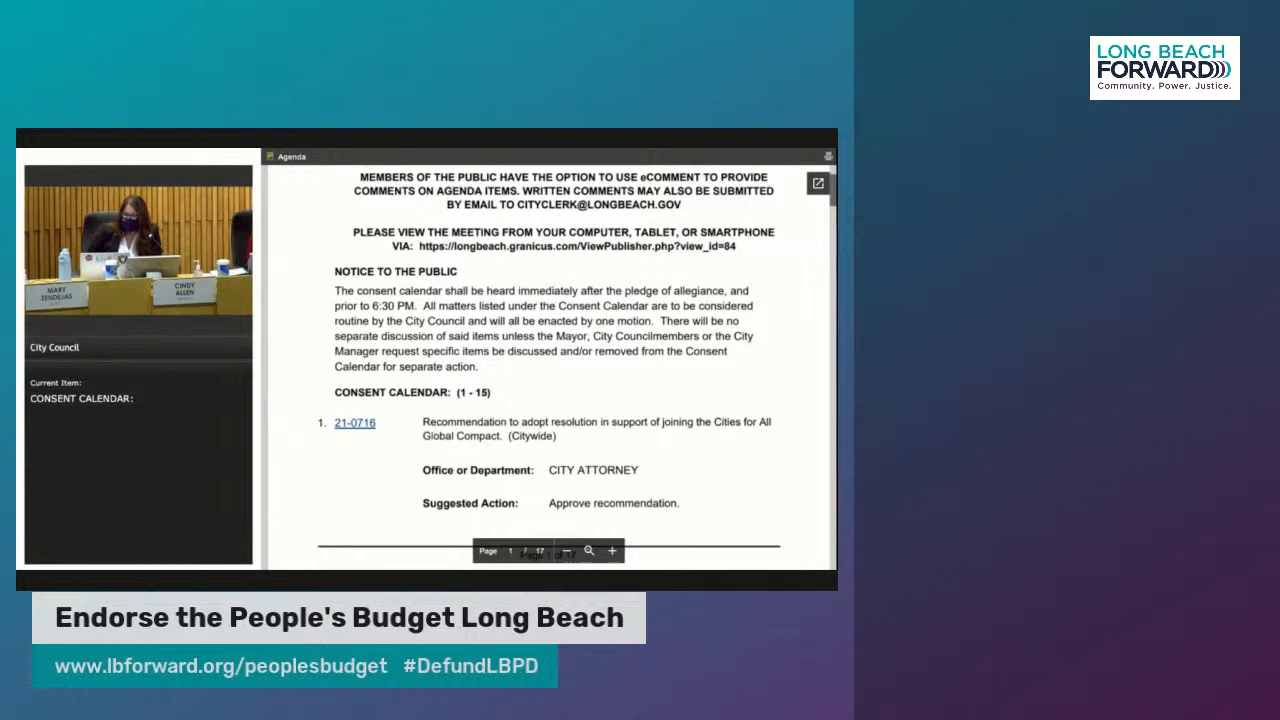 LONG BEACH
FORWARD
Community. Power. Justice.
Agenda
MEMBERS OF THE PUBLIC HAVE THE OPTION TO USE eCOMMENT TO PROVIDE
COMMENTS ON AGENDA ITEMS. WRITTEN COMMENTS MAY ALSO BE SUBMITTED
BY EMAIL TO CITYCLERK@LONGBEACH.GOV
PLEASE VIEW THE MEETING FROM YOUR COMPUTER, TABLET, OR SMARTPHONE
VIA: https://longbeach.granicus.com/ViewPublisher.php?view_id=84
NOTICE TO THE PUBLIC
The consent calendar shall be heard immediately after the pledge of allegiance, and
prior to 6:30 PM. All matters listed under the Consent Calendar are to be considered
routine by the City Council and will all be enacted by one motion. There will be no
separate discussion of said items unless the Mayor, City Councilmembers or the City
Manager request specific items be discussed and/or removed from the Consent
Calendar for separate action.
CONSENT CALENDAR: (1 - 15)
1. 21-0716 Recommendation to adopt resolution in support of joining the Cities for All
Global Compact. (Citywide)
Office or Department: CITY ATTORNEY
Suggested Action: Approve recommendation.
Page 1 of 17
Page 1 / 17
MARY
ZENDEJAS
CINDY
ALLEN
City Council
Current Item:
CONSENT CALENDAR:
Endorse the People's Budget Long Beach
www.lbforward.org/peoplesbudget #DefundLBPD